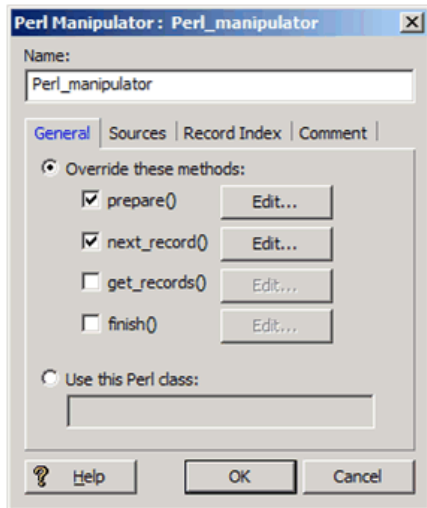 Perl Manipulator : Perl_manipulator
Name:
Perl_manipulator
General Sources Record Index Comment
Override these methods:
prepare() Edit...
next_record() Edit...
get_records() Edit...
finish() Edit...
Use this Perl class:
Help OK Cancel